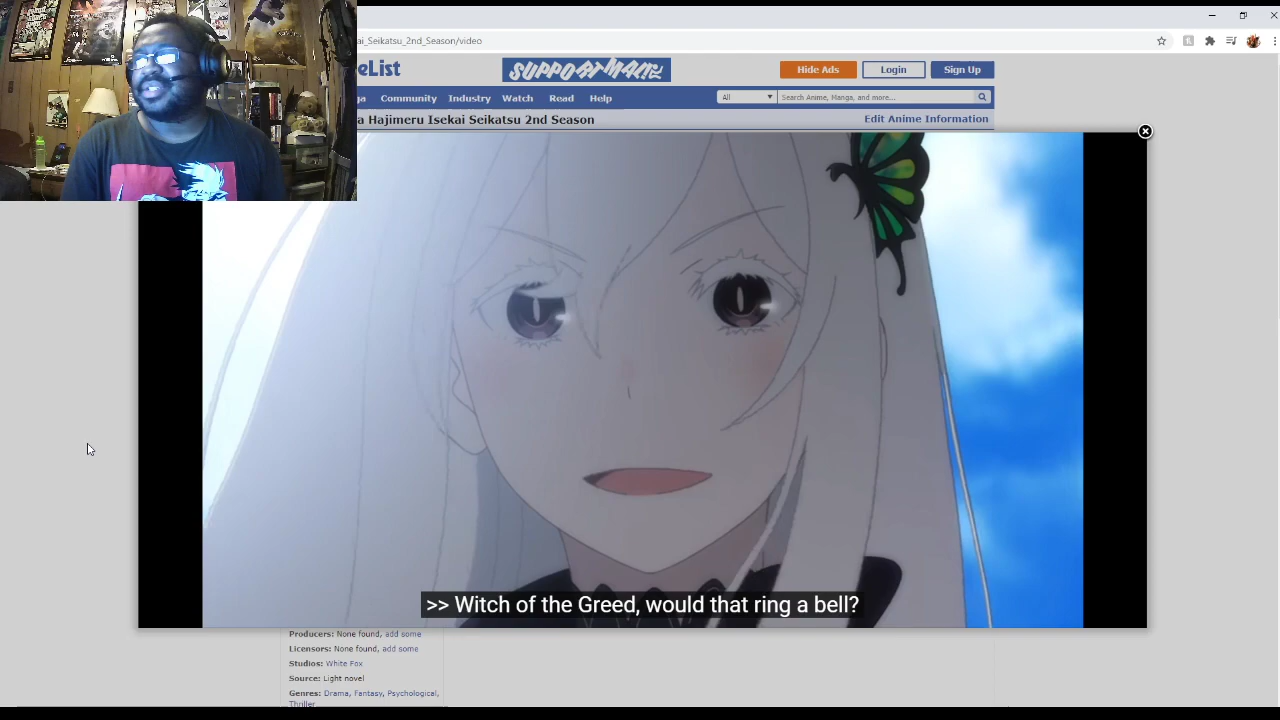 ai_Seikatsu_2nd_Season/video
eList
SUPPORT MAM!
Hide Ads
Login
Sign Up
ga
Community
Industry
Watch
Read
Help
All
Search Anime, Manga, and more...
a Hajimeru Isekai Seikatsu 2nd Season
Edit Anime Information
>> Witch of the Greed, would that ring a bell?
Producers: None found, add some
Licensors: None found, add some
Studios: White Fox
Source: Light novel
Genres: Drama, Fantasy, Psychological,
Thriller